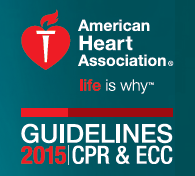 American
Heart
Association®
life is why™
GUIDELINES
2015 | CPR & ECC